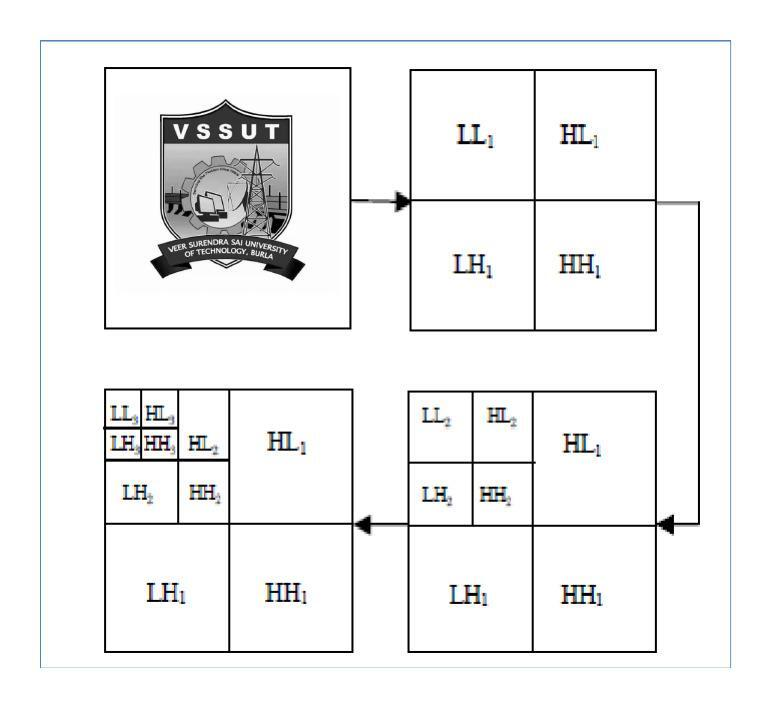 VSSUT
VEER SURENDRA SAI UNIVERSITY
OF TECHNOLOGY, BURLA
LL₁ HL₁
LH₁ HH₁
LL₃ HL₃
LH₃ HH₃ HL₂ HL₁
LH₂ HH₂
LH₁ HH₁
LL₂ HL₂
HL₁
LH₂ HH₂
LH₁ HH₁